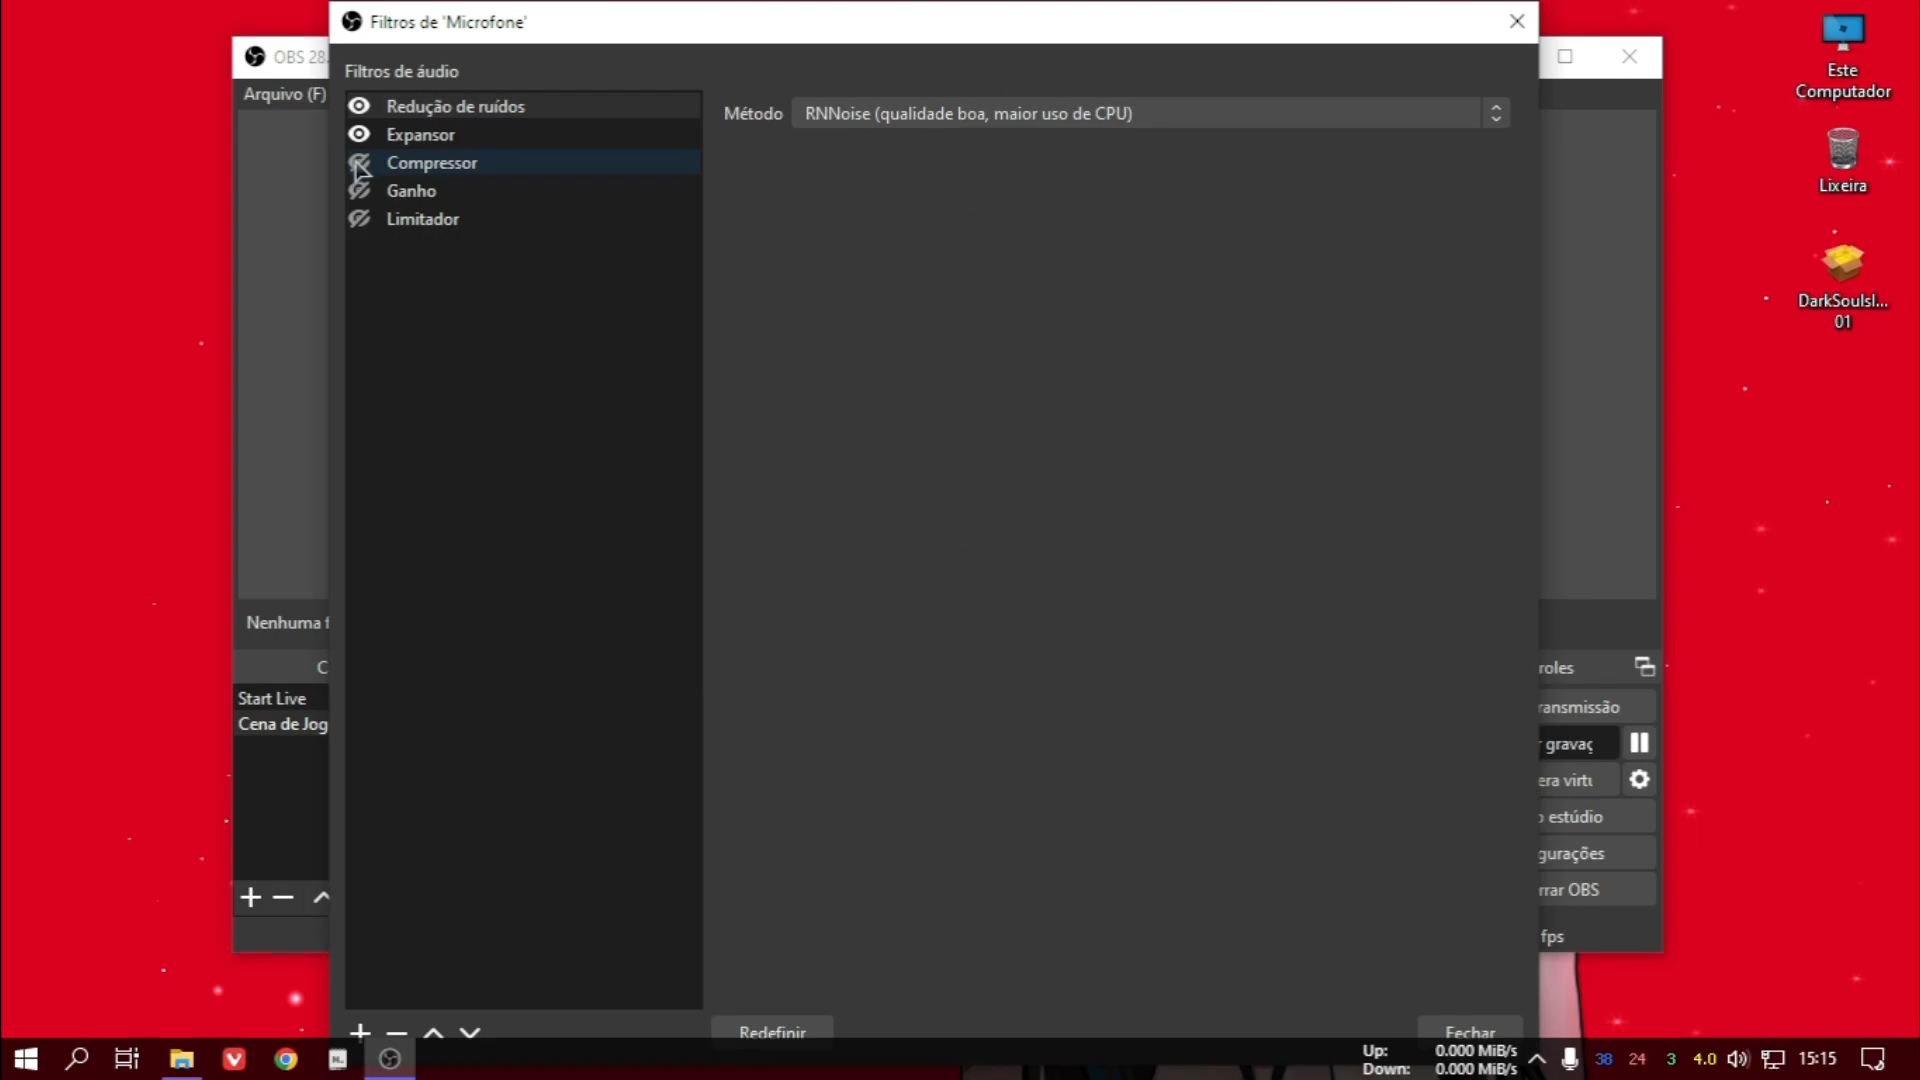 Filtros de 'Microfone'
OBS 28.
Arquivo (F)
Filtros de áudio
Redução de ruídos
Expansor
Compressor
Ganho
Limitador
Método
RNNoise (qualidade boa, maior uso de CPU)
Este
Computador
Lixeira
DarkSoulsI...
01
Nenhuma f
C
Start Live
Cena de Jog
roles
ransmissão
r gravaç
era virtu
o estúdio
gurações
rrar OBS
fps
Redefinir
Fechar
Up: 0.000 MiB/s
Down: 0.000 MiB/s
38 24 3 4.0
15:15